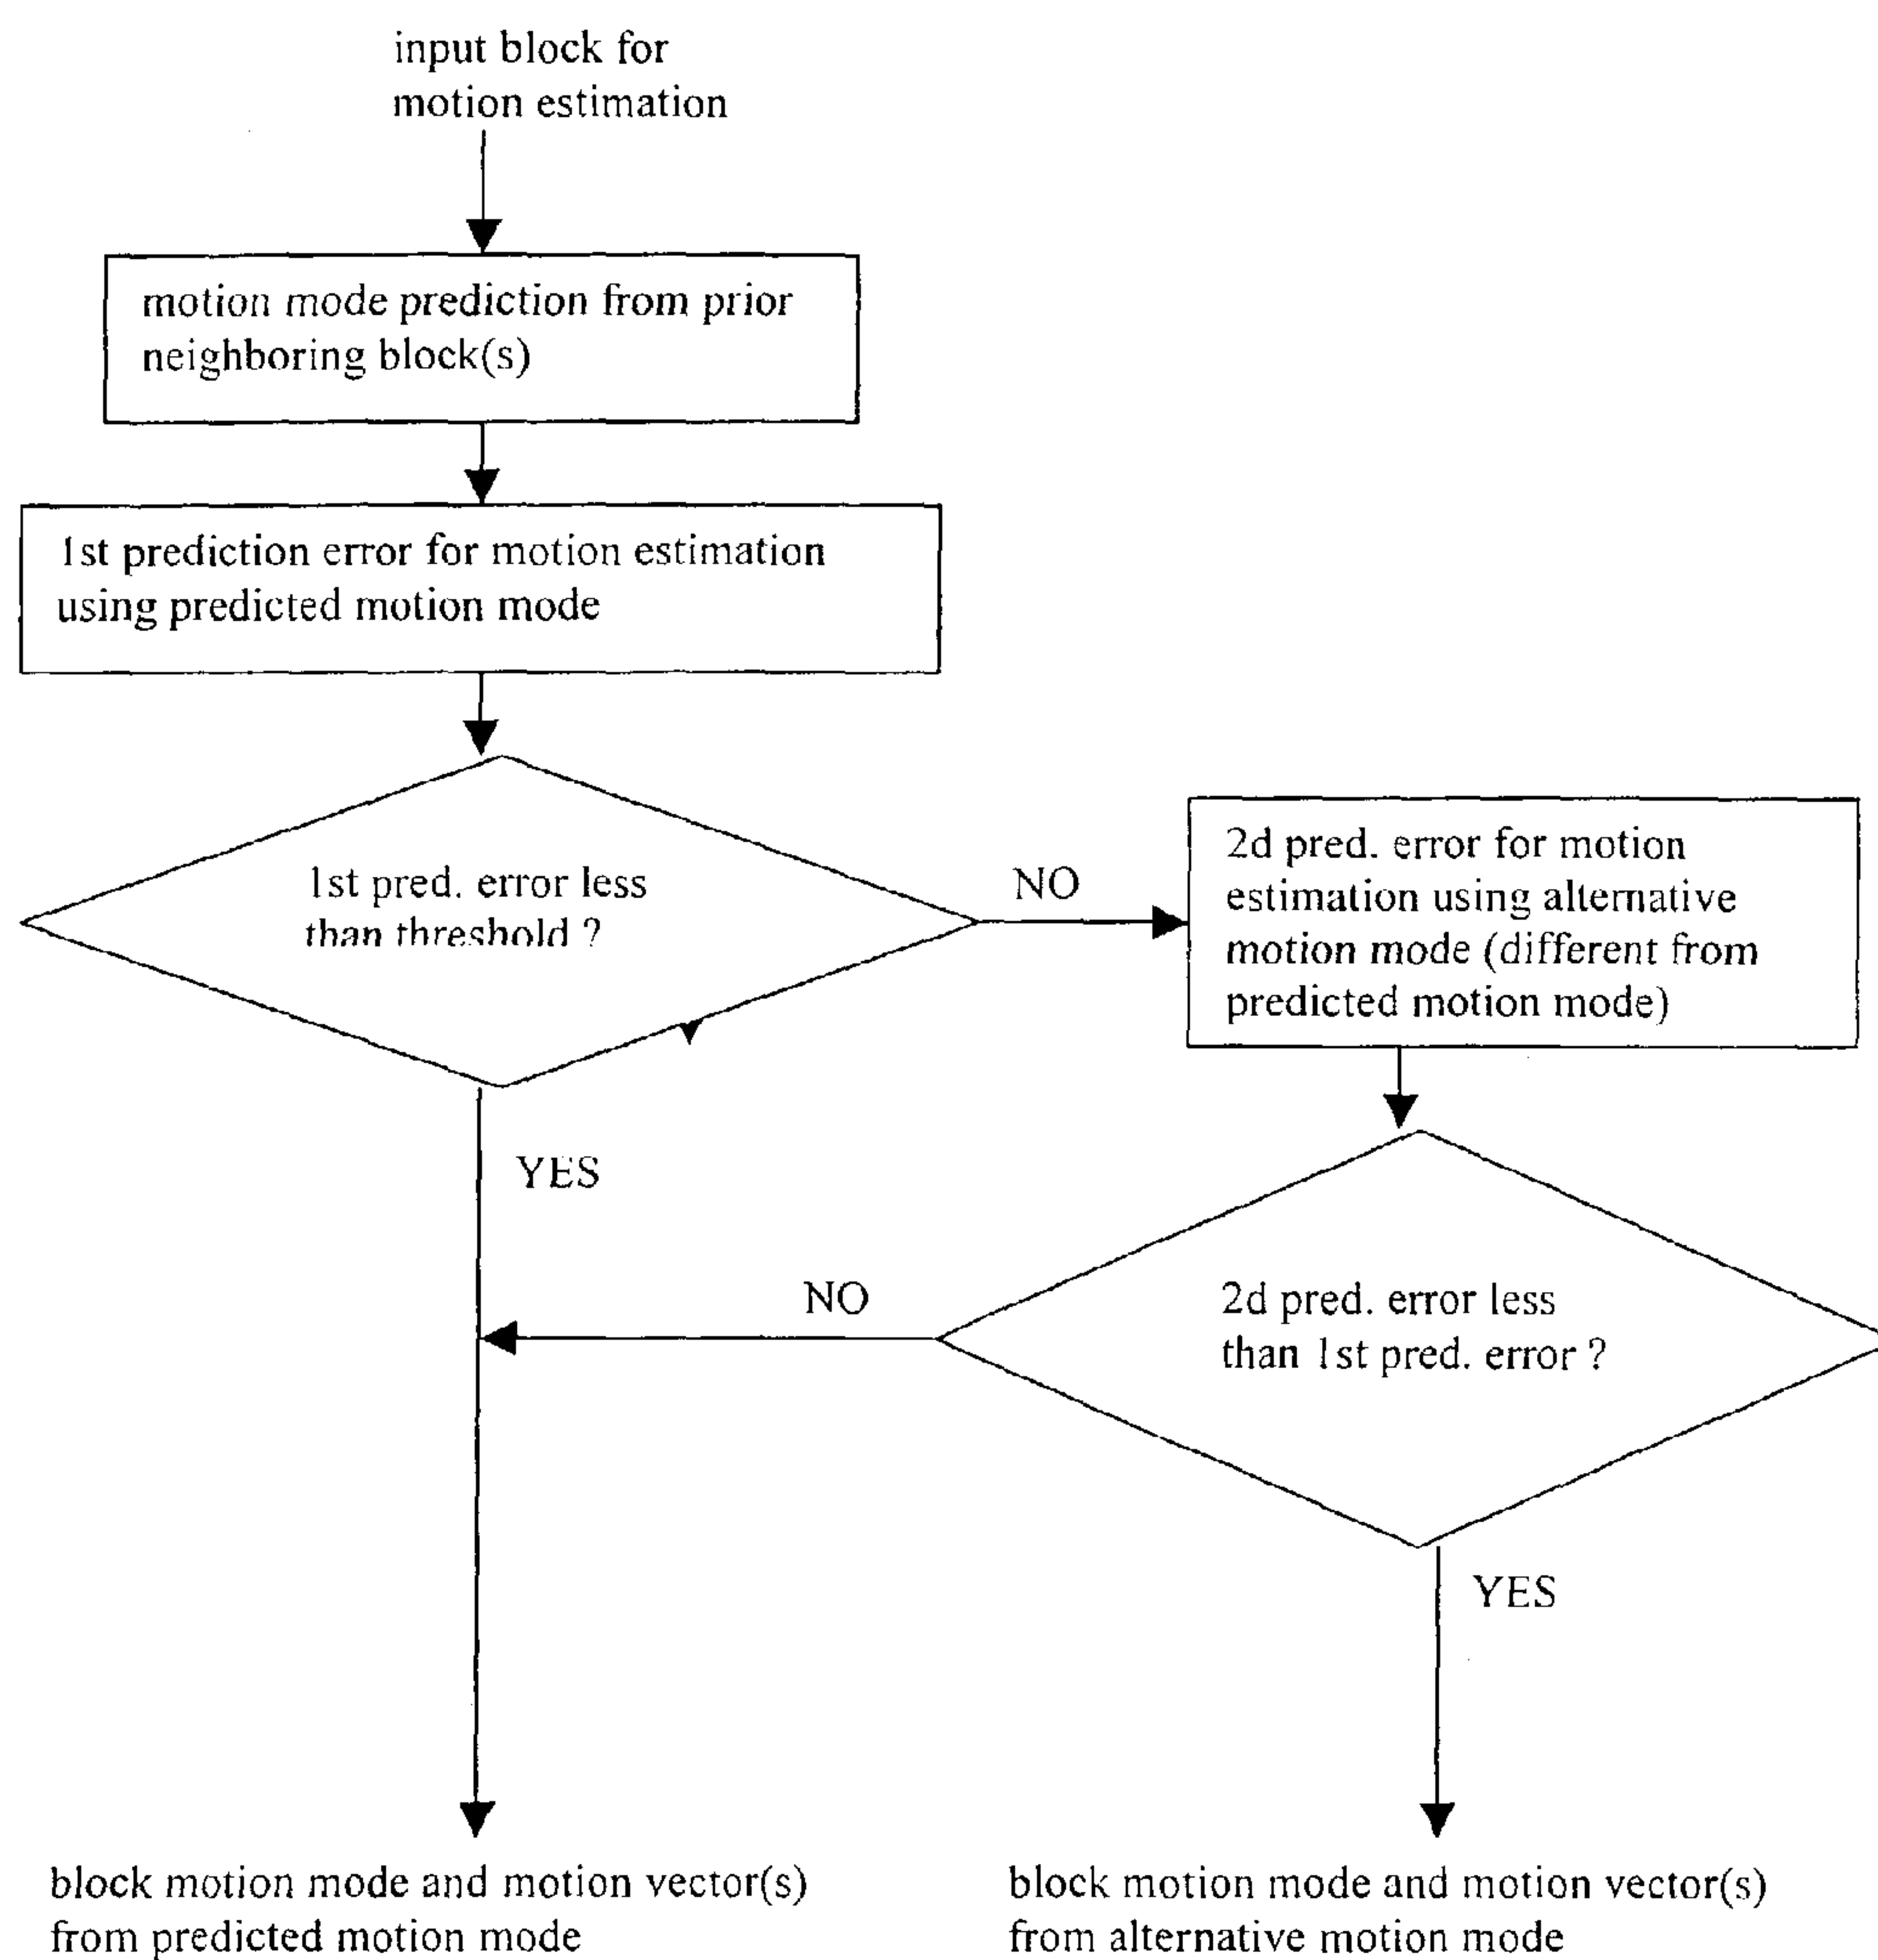 input block for
motion estimation
motion mode prediction from prior
neighboring block(s)
1st prediction error for motion estimation
using predicted motion mode
1st pred. error less
than threshold ?
NO
2d pred. error for motion
estimation using alternative
motion mode (different from
predicted motion mode)
YES
NO
2d pred. error less
than 1st pred. error ?
YES
block motion mode and motion vector(s)
from predicted motion mode
block motion mode and motion vector(s)
from alternative motion mode